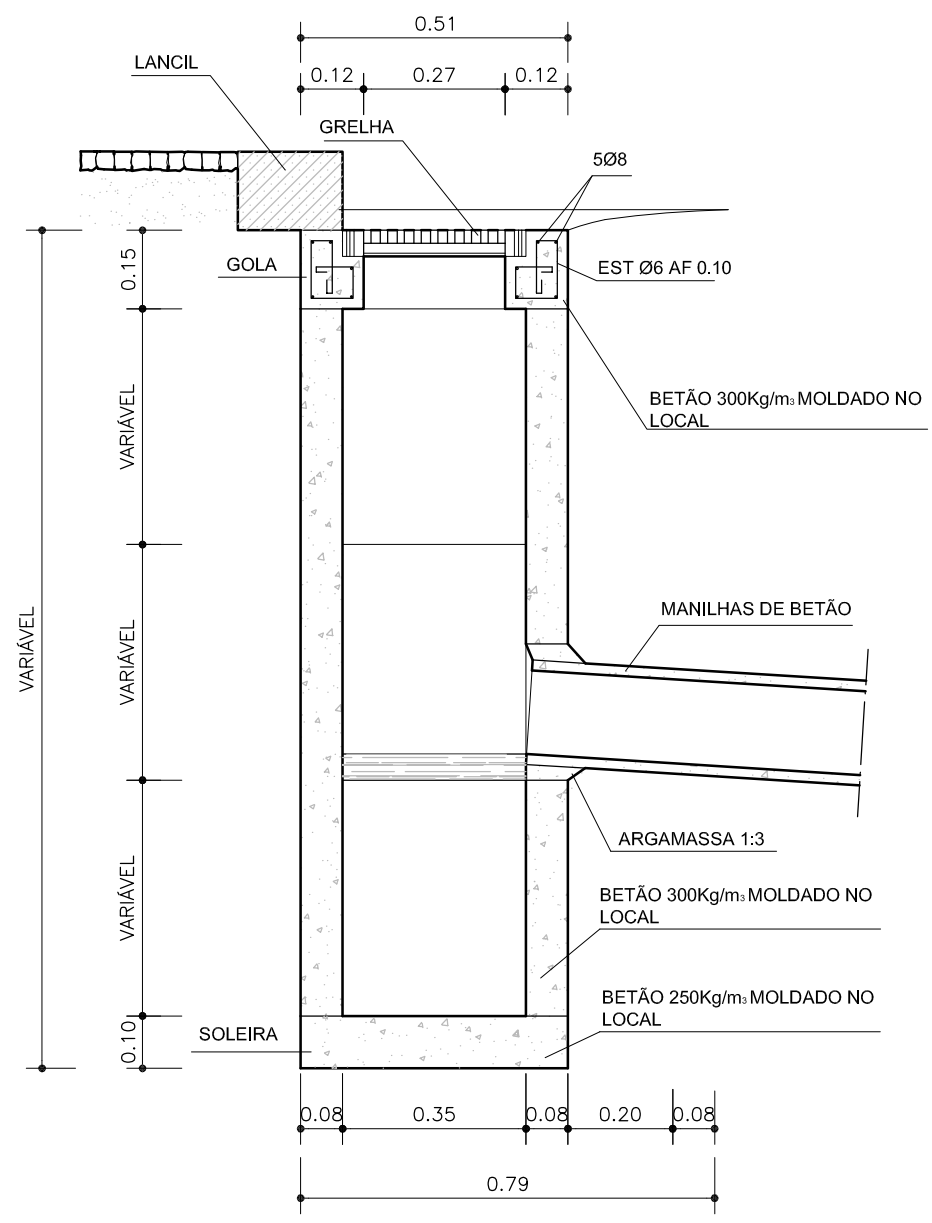 0.51
LANCIL
0.12
0.27
0.12
GRELHA
5Ø8
0.15
GOLA
EST Ø6 AF 0.10
VARIÁVEL
BETÃO 300Kg/m₃ MOLDADO NO
LOCAL
VARIÁVEL
VARIÁVEL
MANILHAS DE BETÃO
ARGAMASSA 1:3
VARIÁVEL
BETÃO 300Kg/m₃ MOLDADO NO
LOCAL
BETÃO 250Kg/m₃ MOLDADO NO
LOCAL
SOLEIRA
0.10
0.08
0.35
0.08
0.20
0.08
0.79